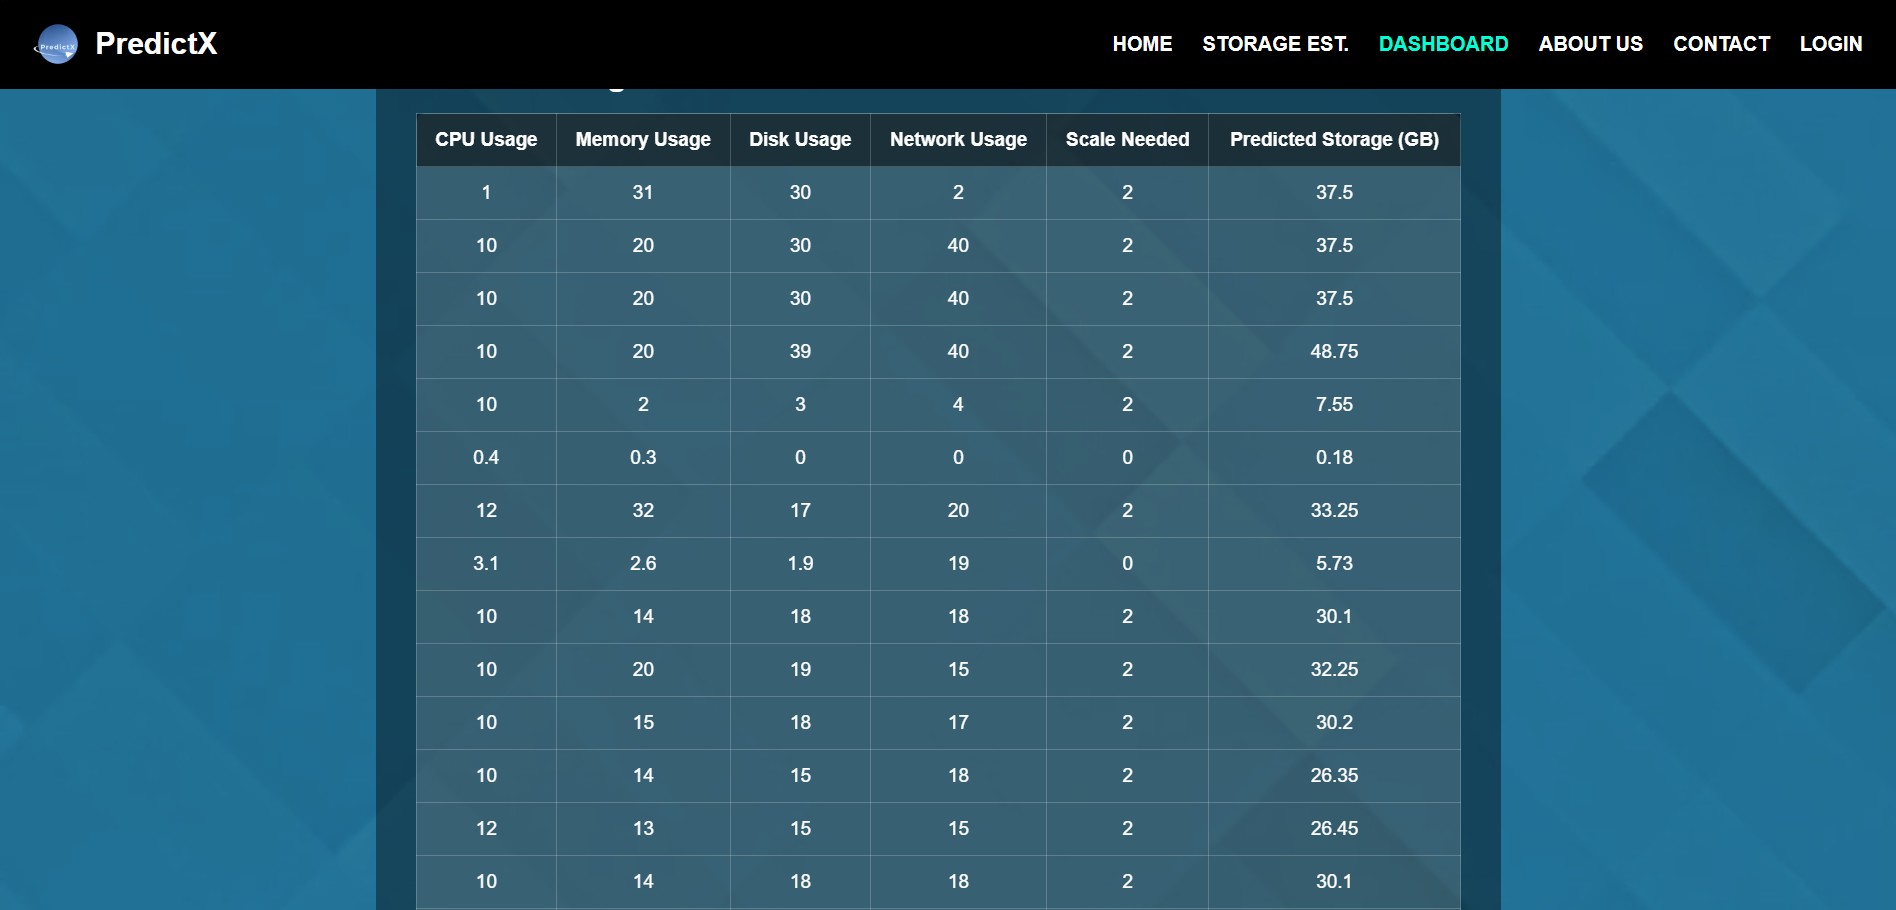 PredictX
PredictX
HOME STORAGE EST. DASHBOARD ABOUT US CONTACT LOGIN
CPU Usage Memory Usage Disk Usage Network Usage Scale Needed Predicted Storage (GB)
1 31 30 2 2 37.5
10 20 30 40 2 37.5
10 20 30 40 2 37.5
10 20 39 40 2 48.75
10 2 3 4 2 7.55
0.4 0.3 0 0 0 0.18
12 32 17 20 2 33.25
3.1 2.6 1.9 19 0 5.73
10 14 18 18 2 30.1
10 20 19 15 2 32.25
10 15 18 17 2 30.2
10 14 15 18 2 26.35
12 13 15 15 2 26.45
10 14 18 18 2 30.1